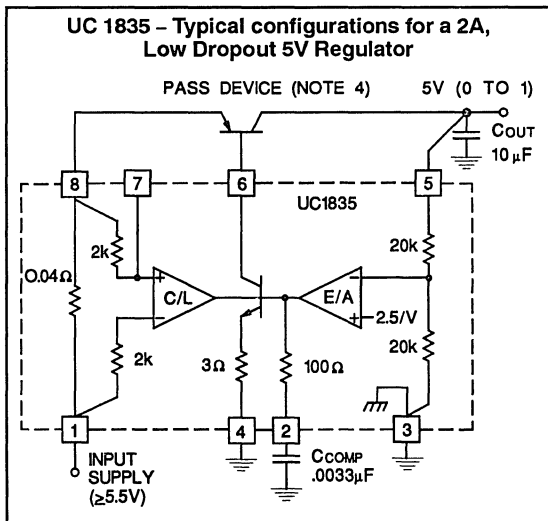 UC 1835 – Typical configurations for a 2A,
Low Dropout 5V Regulator
PASS DEVICE (NOTE 4)
5V (0 TO 1)
COUT
10 µF
8
7
6
5
UC1835
2k
20k
0.04Ω
+
C/L
–
E/A
–
+
2.5/V
2k
3Ω
100Ω
20k
1
4
2
3
INPUT
SUPPLY
(≥5.5V)
CCOMP
.0033µF